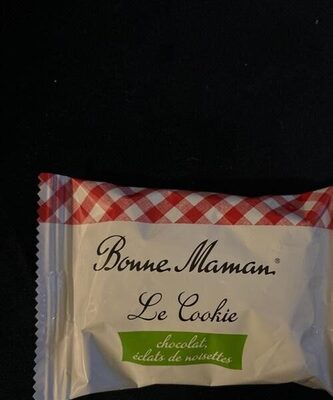 Bonne Maman®
Le Cookie
chocolat,
éclats de noisettes